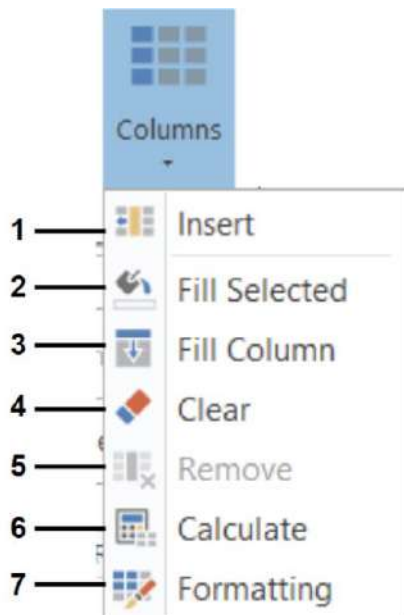 Columns
1 Insert
2 Fill Selected
3 Fill Column
4 Clear
5 Remove
6 Calculate
7 Formatting